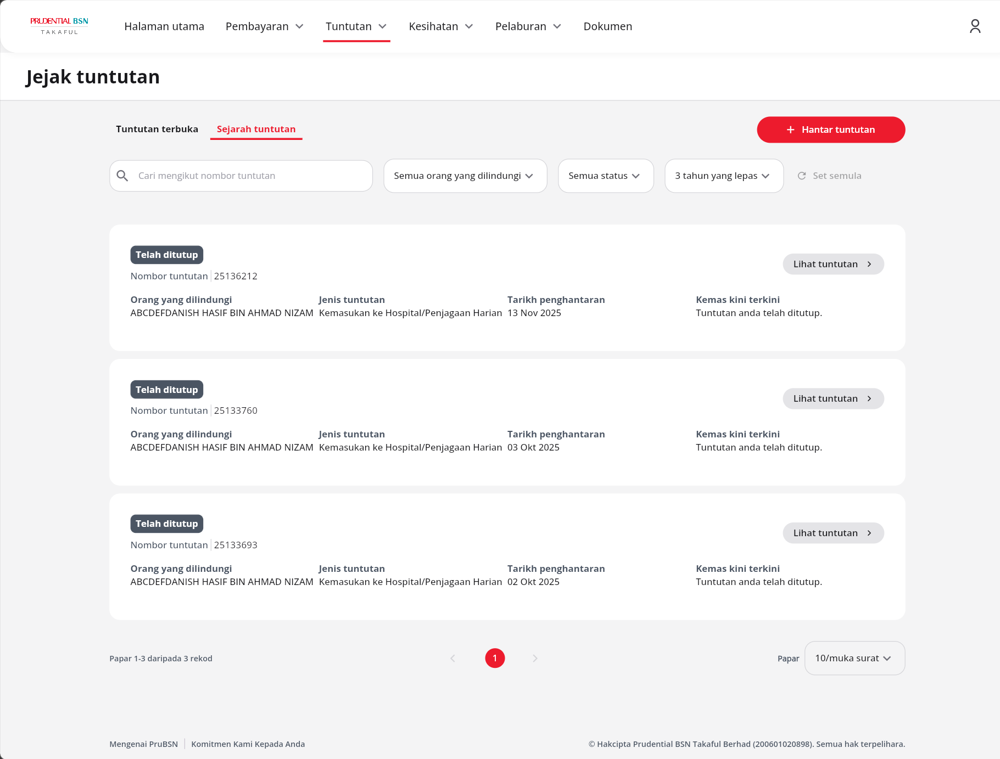 PRUDENTIAL BSN
TAKAFUL
Halaman utama Pembayaran Tuntutan Kesihatan Pelaburan Dokumen
Jejak tuntutan
Tuntutan terbuka Sejarah tuntutan + Hantar tuntutan
Cari mengikut nombor tuntutan Semua orang yang dilindungi Semua status 3 tahun yang lepas Set semula
Telah ditutup
Lihat tuntutan
Nombor tuntutan 25136212
Orang yang dilindungi Jenis tuntutan Tarikh penghantaran Kemas kini terkini
ABCDEFDANISH HASIF BIN AHMAD NIZAM Kemasukan ke Hospital/Penjagaan Harian 13 Nov 2025 Tuntutan anda telah ditutup.
Telah ditutup
Lihat tuntutan
Nombor tuntutan 25133760
Orang yang dilindungi Jenis tuntutan Tarikh penghantaran Kemas kini terkini
ABCDEFDANISH HASIF BIN AHMAD NIZAM Kemasukan ke Hospital/Penjagaan Harian 03 Okt 2025 Tuntutan anda telah ditutup.
Telah ditutup
Lihat tuntutan
Nombor tuntutan 25133693
Orang yang dilindungi Jenis tuntutan Tarikh penghantaran Kemas kini terkini
ABCDEFDANISH HASIF BIN AHMAD NIZAM Kemasukan ke Hospital/Penjagaan Harian 02 Okt 2025 Tuntutan anda telah ditutup.
Papar 1-3 daripada 3 rekod 1 Papar 10/muka surat
Mengenai PruBSN Komitmen Kami Kepada Anda © Hakcipta Prudential BSN Takaful Berhad (200601020898). Semua hak terpelihara.